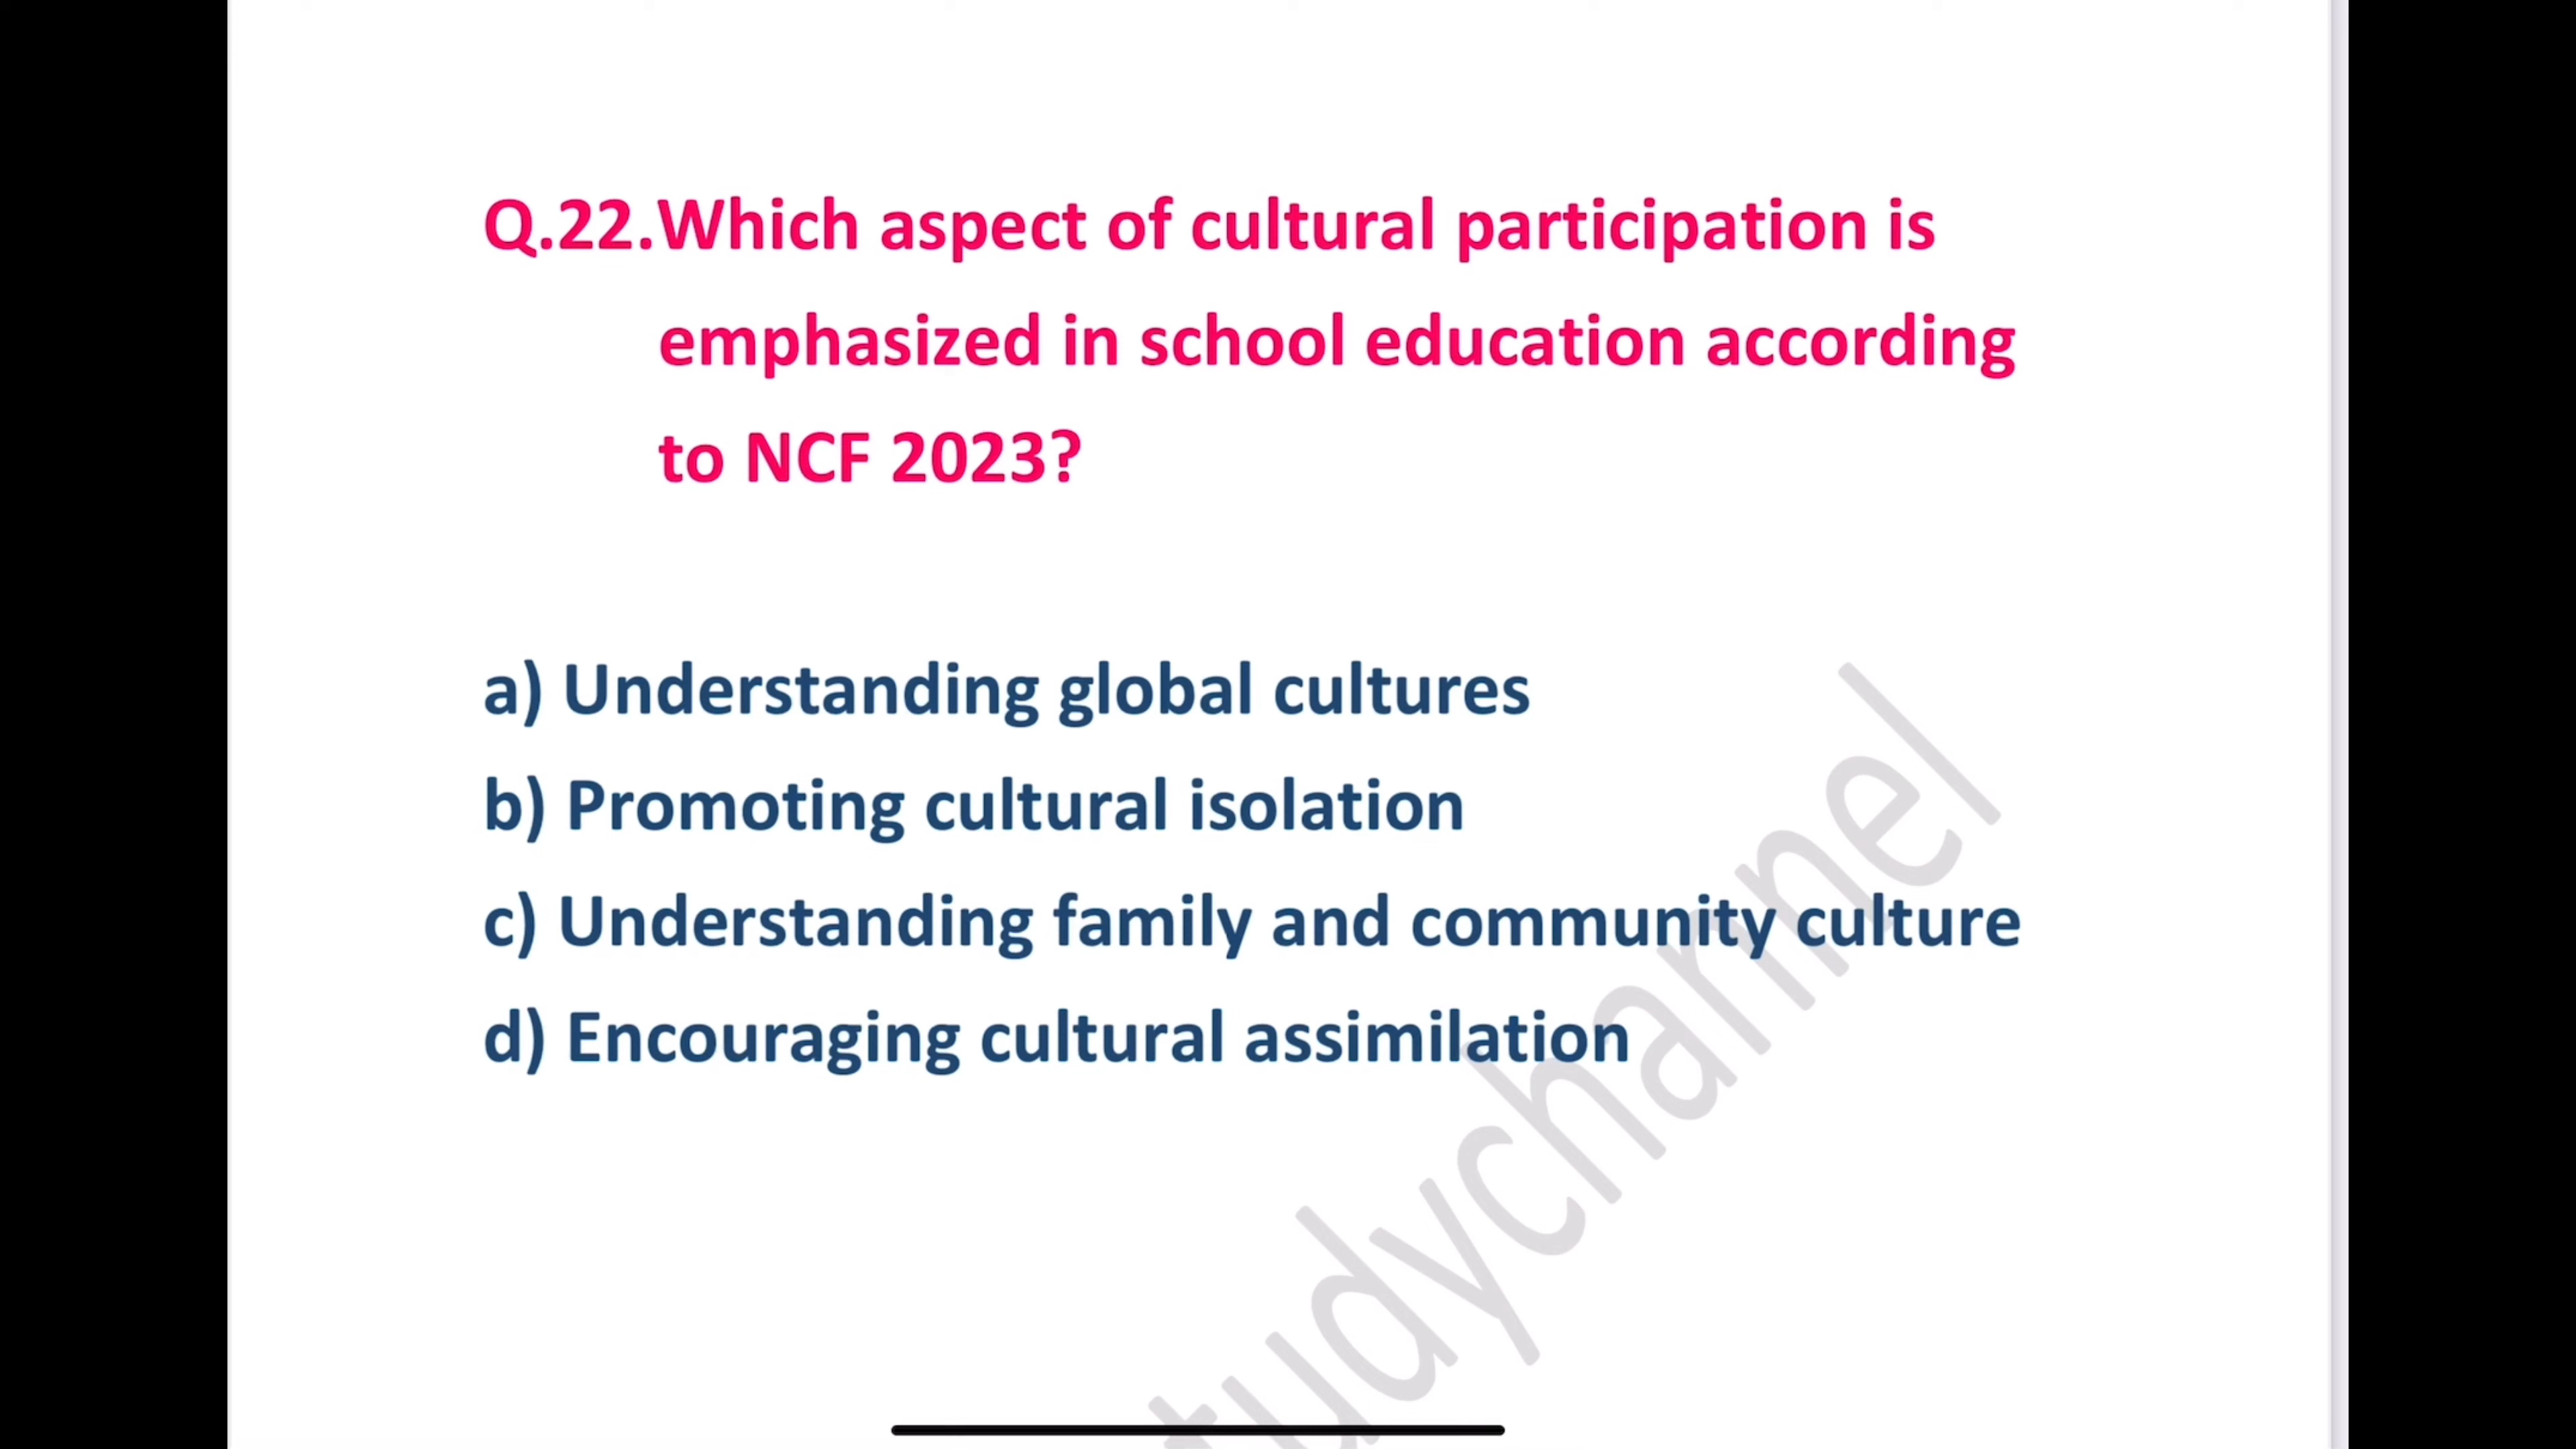 Q.22.Which aspect of cultural participation is
emphasized in school education according
to NCF 2023?
a) Understanding global cultures
b) Promoting cultural isolation
c) Understanding family and community culture
d) Encouraging cultural assimilation
tudychannel